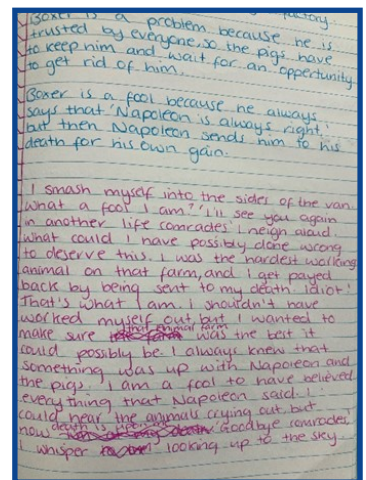 factory.
Boxer is a problem because he is
trusted by everyone, so the pigs have
to keep him and wait for an oppertunity
to get rid of him.
Boxer is a fool because he always
says that 'Napoleon is always right,'
but then Napoleon sends him to his
death for his own gain.
I smash myself into the sides of the van.
what a fool I am? 'I'll see you again
in another life comrades' I neigh aloud.
What could I have possibly done wrong
to deserve this. I was the hardest working
animal on that farm, and I get payed
back by being sent to my death. idiot!
That's what I am. I shouldn't have
worked myself out but I wanted to
make sure that animal farm was the best it
could possibly be. I always knew that
something was up with Napoleon and
the pigs. I am a fool to have believed
everything that Napoleon said. I
could hear the animals crying out but
now death is upon me. 'Goodbye comrades'
I whisper looking up to the sky.